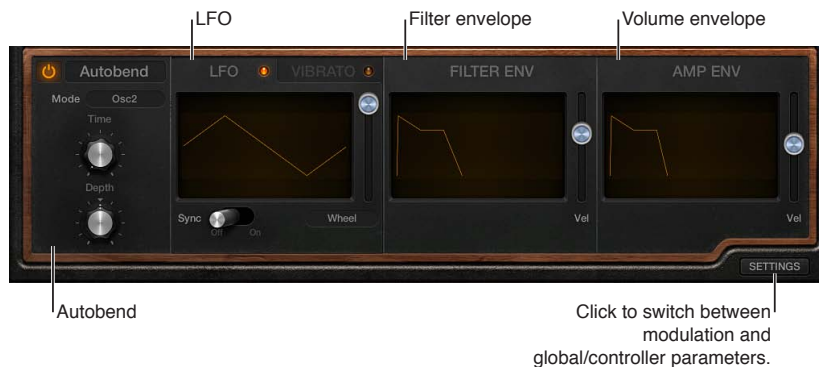 LFO
Filter envelope
Volume envelope
Autobend
LFO
VIBRATO
FILTER ENV
AMP ENV
Mode
Osc2
Time
Depth
Sync
Off
On
Wheel
Vel
Vel
SETTINGS
Autobend
Click to switch between
modulation and
global/controller parameters.